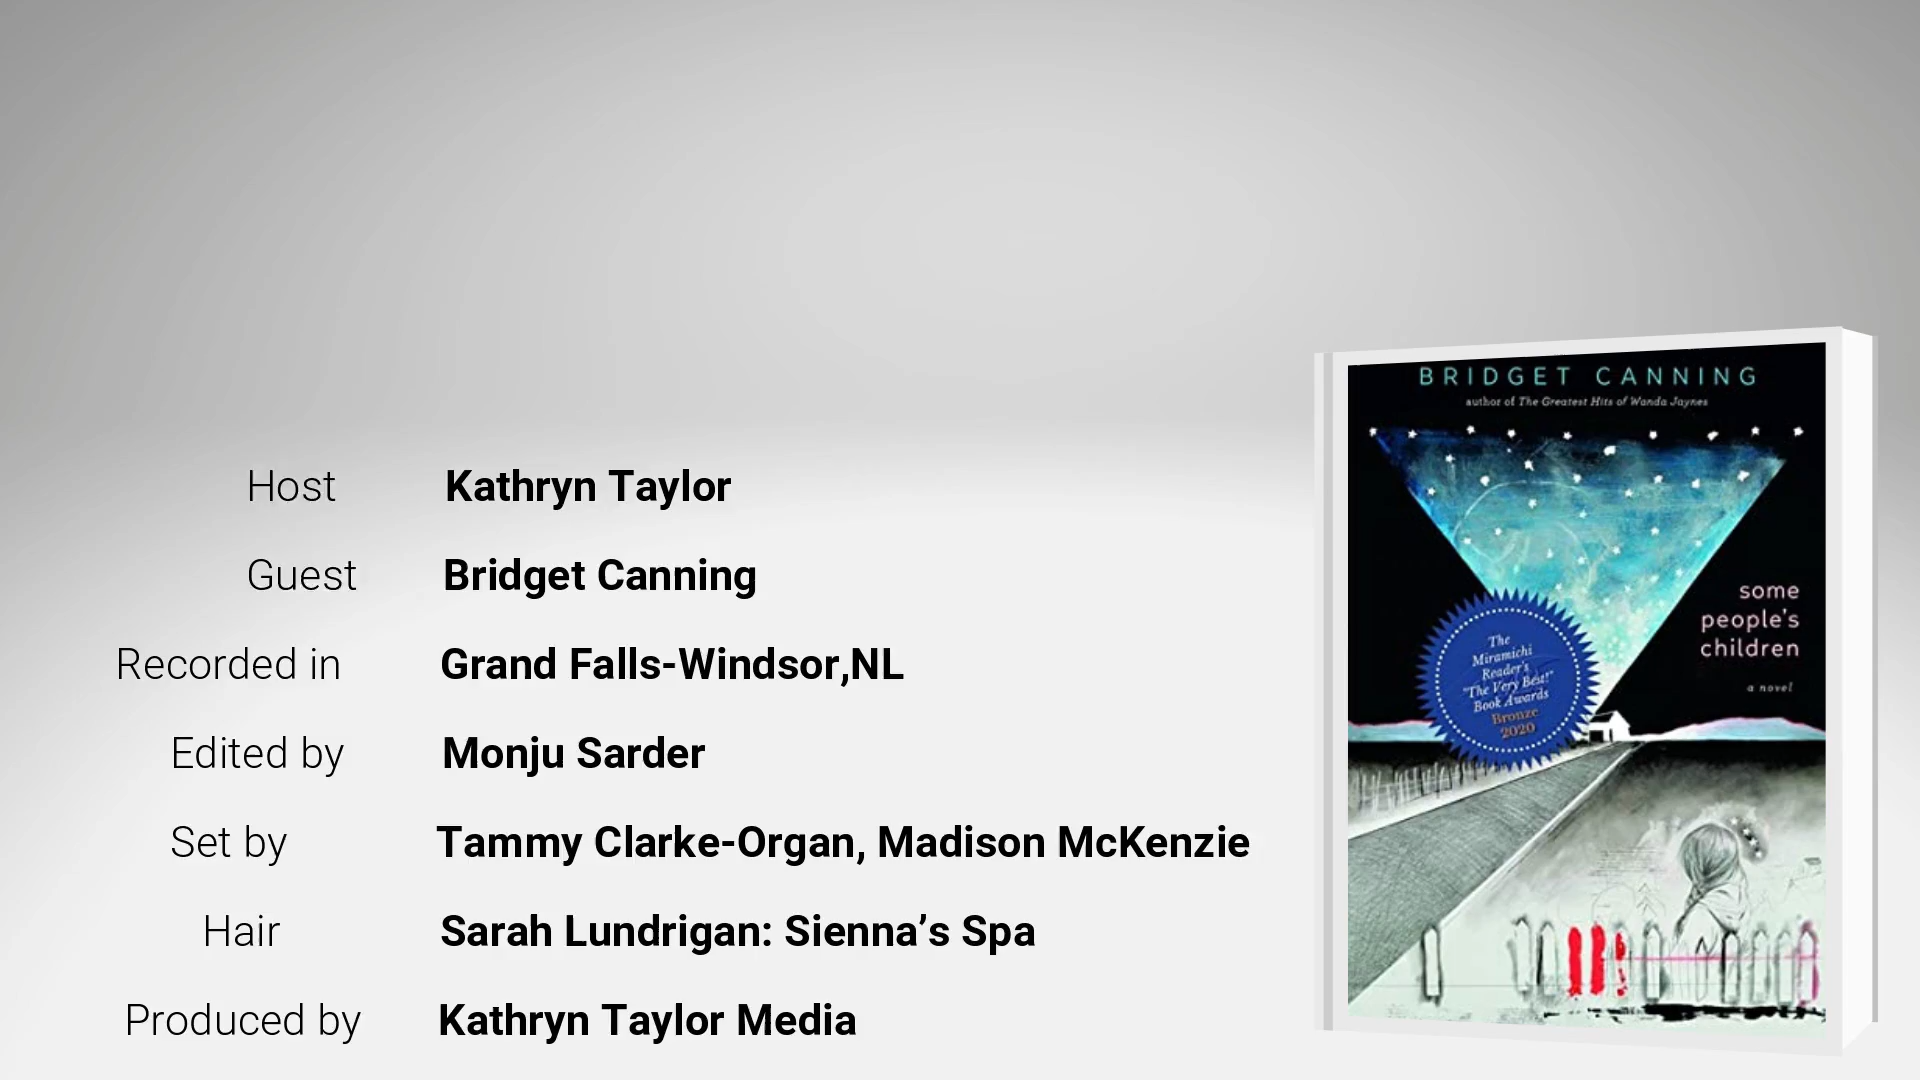 Host Kathryn Taylor
Guest Bridget Canning
Recorded in Grand Falls-Windsor,NL
Edited by Monju Sarder
Set by Tammy Clarke-Organ, Madison McKenzie
Hair Sarah Lundrigan: Sienna’s Spa
Produced by Kathryn Taylor Media
BRIDGET CANNING
author of The Greatest Hits of Wanda Jaynes
some
people's
children
a novel
The
Miramichi
Reader's
"The Very Best!"
Book Awards
Bronze
2020